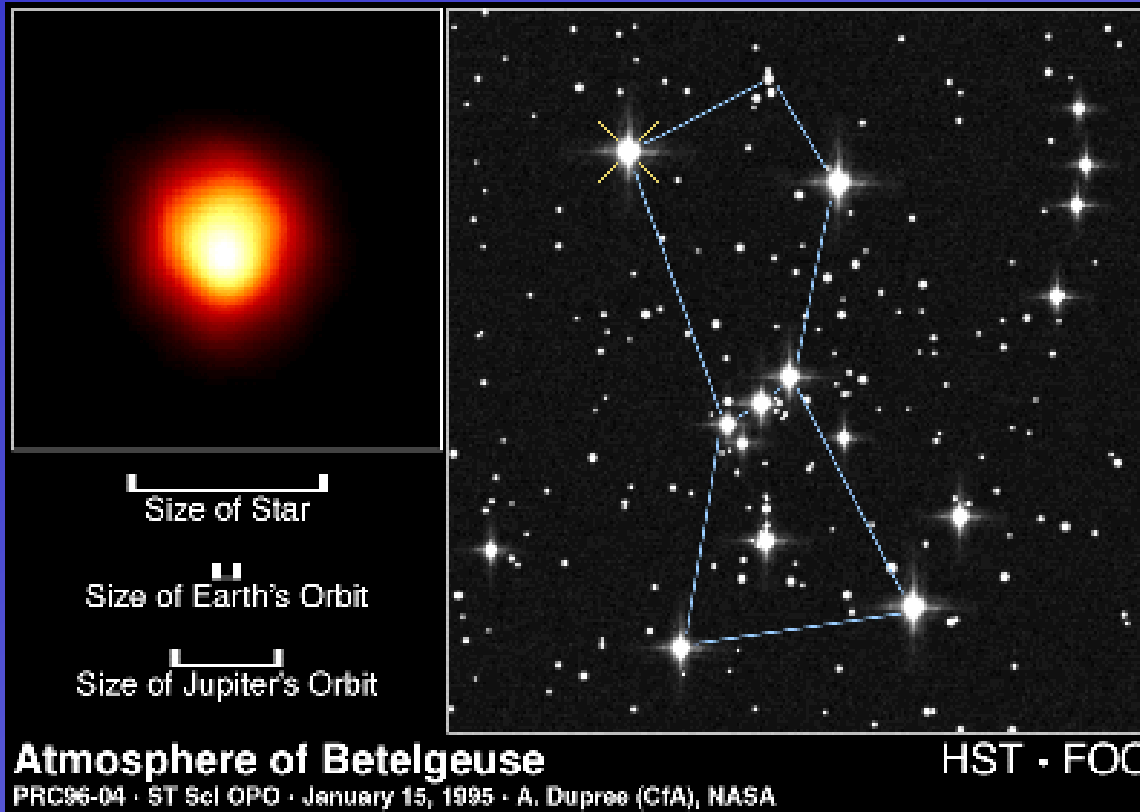 Size of Star
Size of Earth's Orbit
Size of Jupiter's Orbit
Atmosphere of Betelgeuse
HST · FOC
PRC96-04 · ST ScI OPO · January 15, 1995 · A. Dupree (CfA), NASA